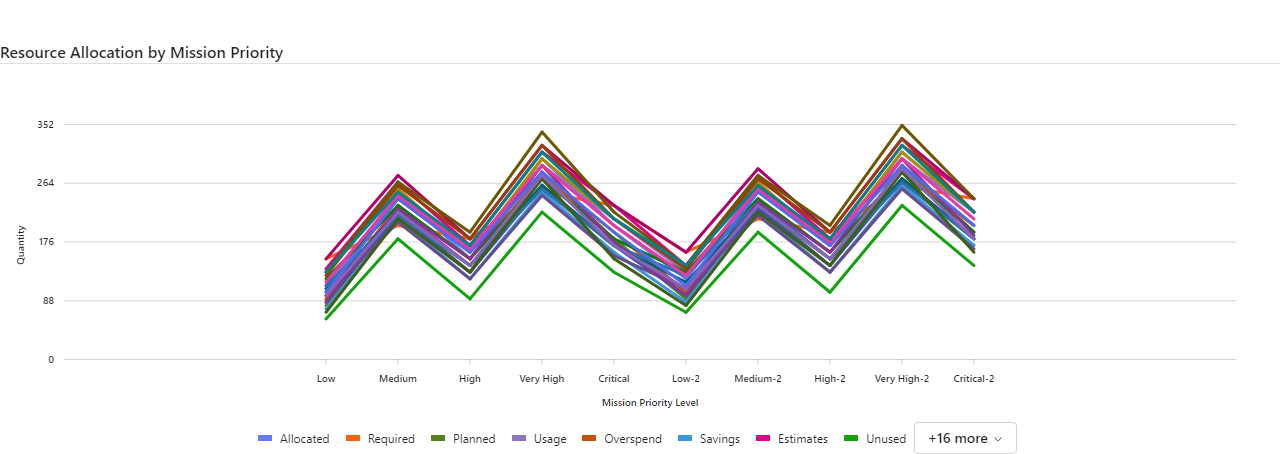 Resource Allocation by Mission Priority
352
264
176
88
0
Quantity
Low Medium High Very High Critical Low-2 Medium-2 High-2 Very High-2 Critical-2
Mission Priority Level
Allocated Required Planned Usage Overspend Savings Estimates Unused +16 more